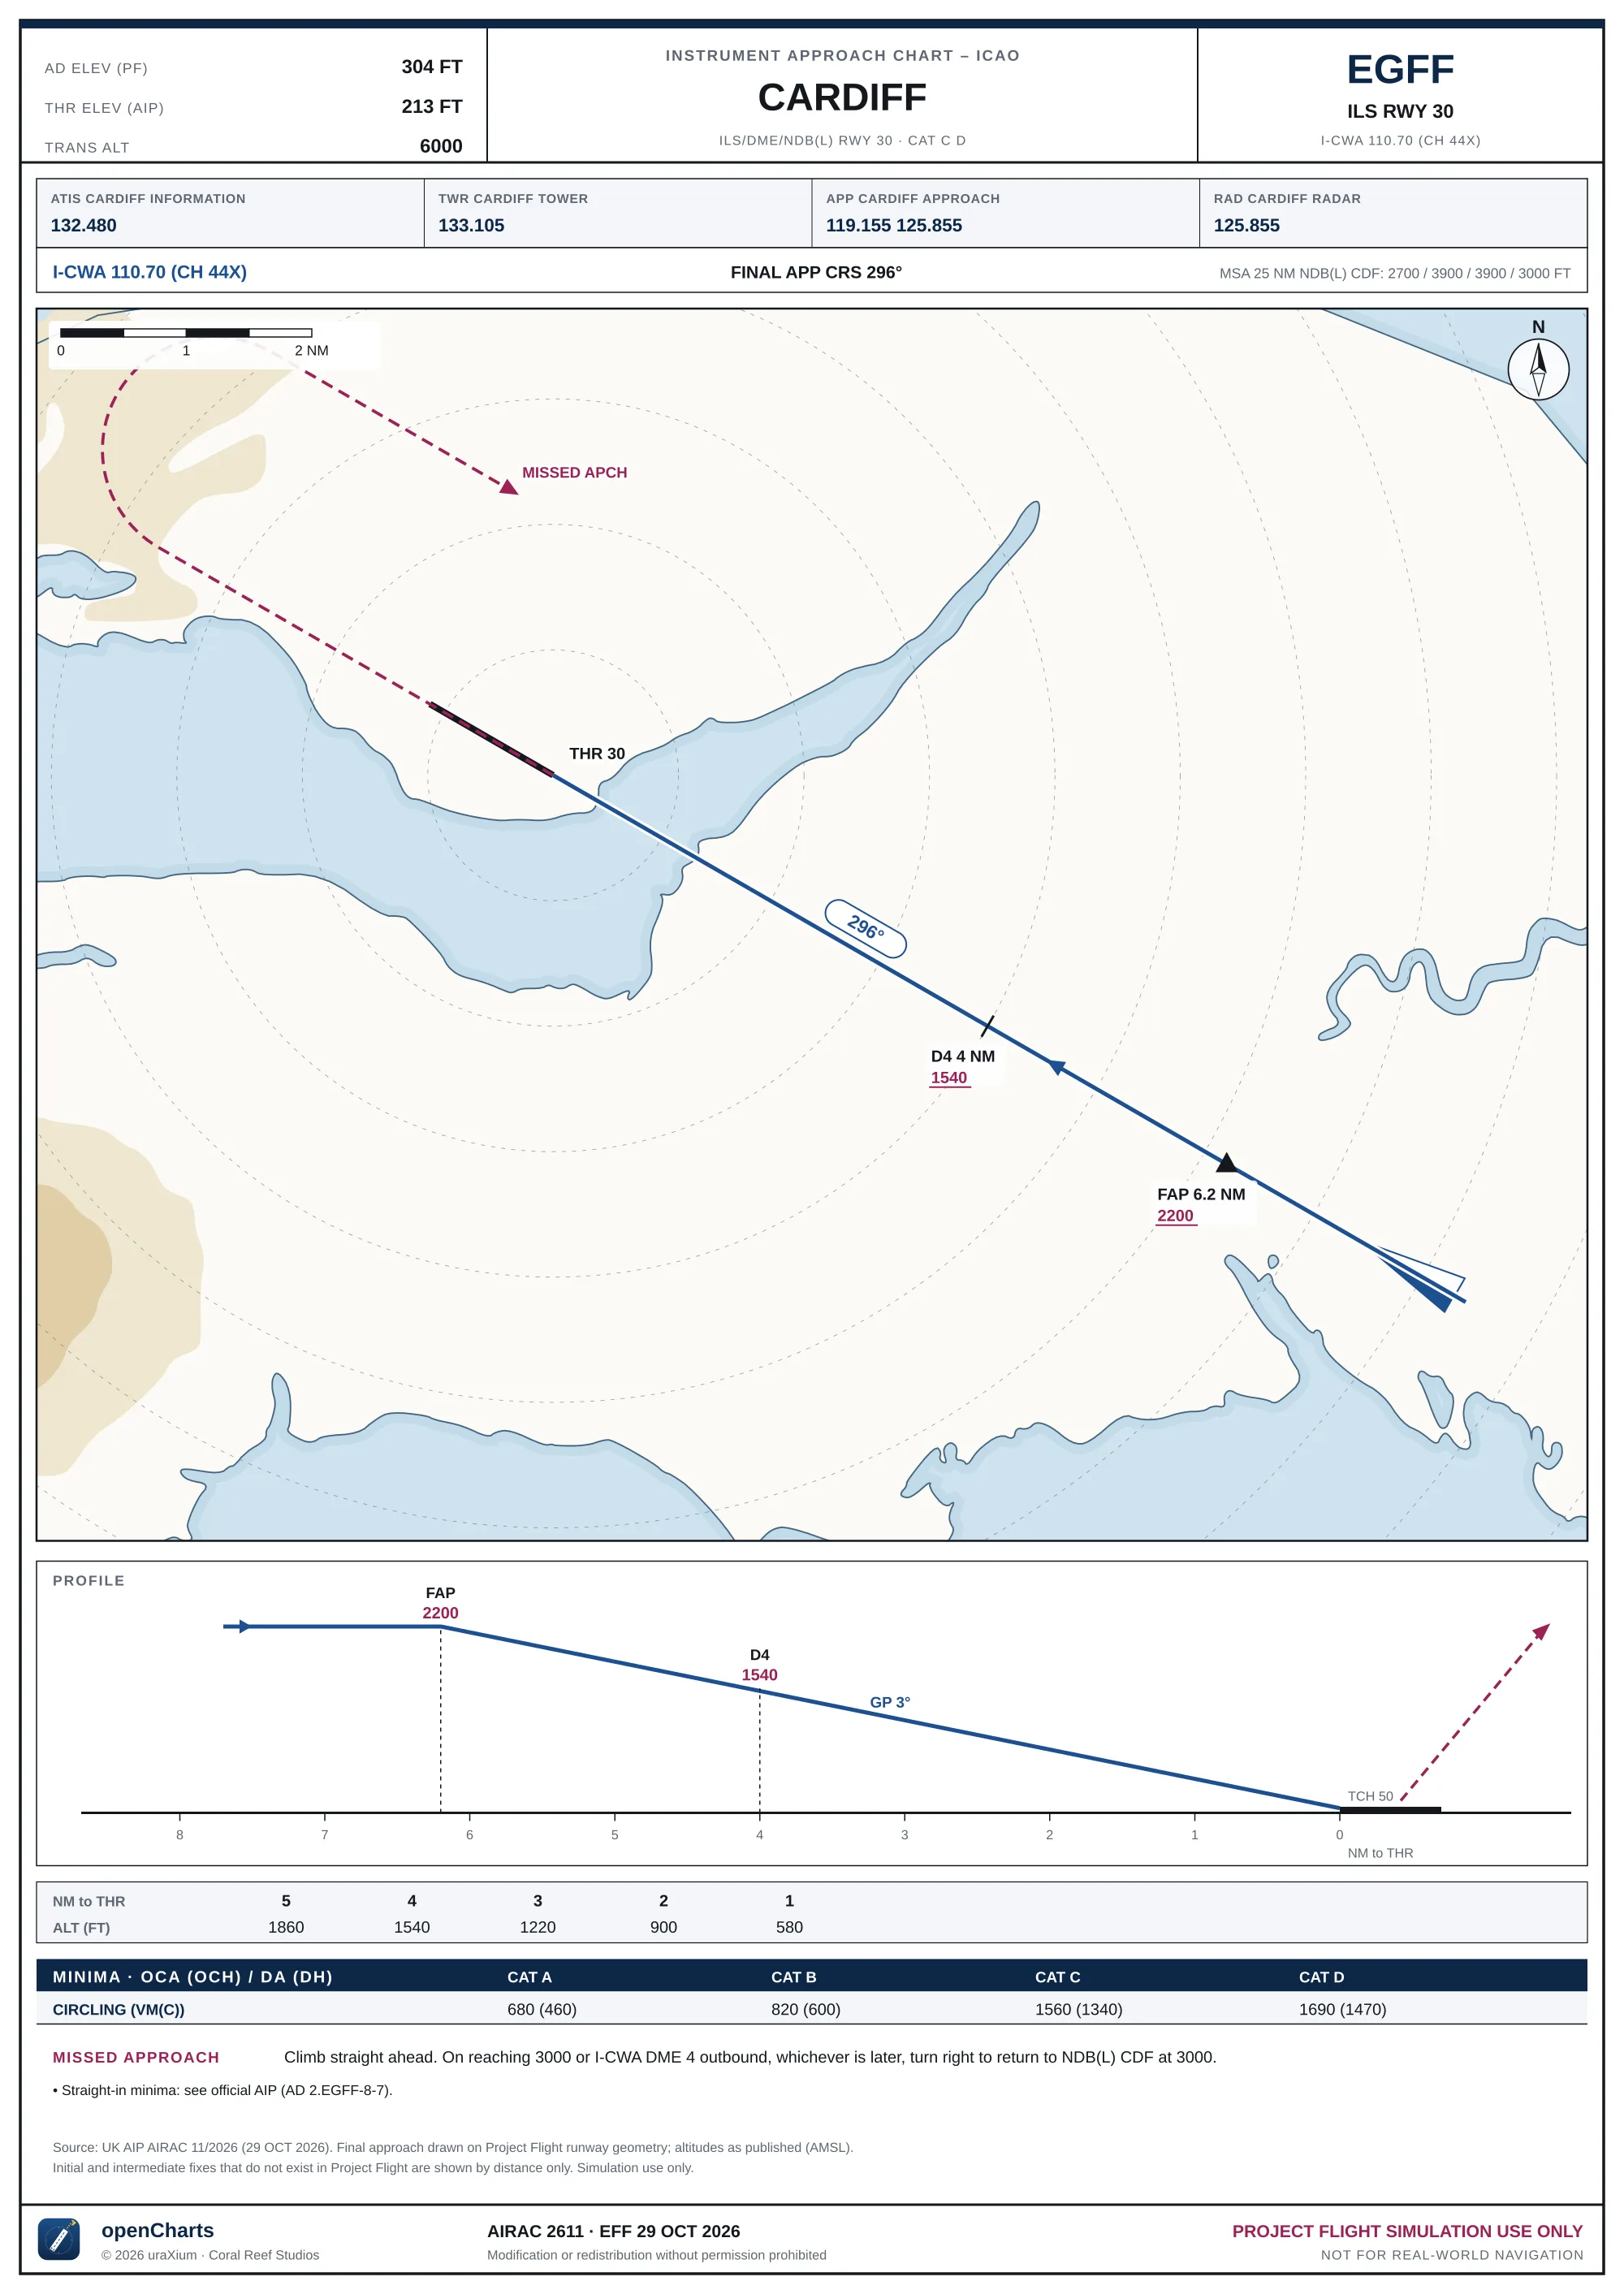 AD ELEV (PF) 304 FT
THR ELEV (AIP) 213 FT
TRANS ALT 6000
INSTRUMENT APPROACH CHART – ICAO
CARDIFF
ILS/DME/NDB(L) RWY 30 · CAT C D
EGFF
ILS RWY 30
I-CWA 110.70 (CH 44X)
ATIS CARDIFF INFORMATION
132.480
TWR CARDIFF TOWER
133.105
APP CARDIFF APPROACH
119.155 125.855
RAD CARDIFF RADAR
125.855
I-CWA 110.70 (CH 44X) FINAL APP CRS 296° MSA 25 NM NDB(L) CDF: 2700 / 3900 / 3900 / 3000 FT
0 1 2 NM
N
MISSED APCH
THR 30
296°
D4 4 NM
1540
FAP 6.2 NM
2200
PROFILE
FAP
2200
D4
1540
GP 3°
TCH 50
8 7 6 5 4 3 2 1 0
NM to THR
NM to THR 5 4 3 2 1
ALT (FT) 1860 1540 1220 900 580
MINIMA · OCA (OCH) / DA (DH) CAT A CAT B CAT C CAT D
CIRCLING (VM(C)) 680 (460) 820 (600) 1560 (1340) 1690 (1470)
MISSED APPROACH Climb straight ahead. On reaching 3000 or I-CWA DME 4 outbound, whichever is later, turn right to return to NDB(L) CDF at 3000.
• Straight-in minima: see official AIP (AD 2.EGFF-8-7).
Source: UK AIP AIRAC 11/2026 (29 OCT 2026). Final approach drawn on Project Flight runway geometry; altitudes as published (AMSL).
Initial and intermediate fixes that do not exist in Project Flight are shown by distance only. Simulation use only.
openCharts
© 2026 uraXium · Coral Reef Studios
AIRAC 2611 · EFF 29 OCT 2026
Modification or redistribution without permission prohibited
PROJECT FLIGHT SIMULATION USE ONLY
NOT FOR REAL-WORLD NAVIGATION